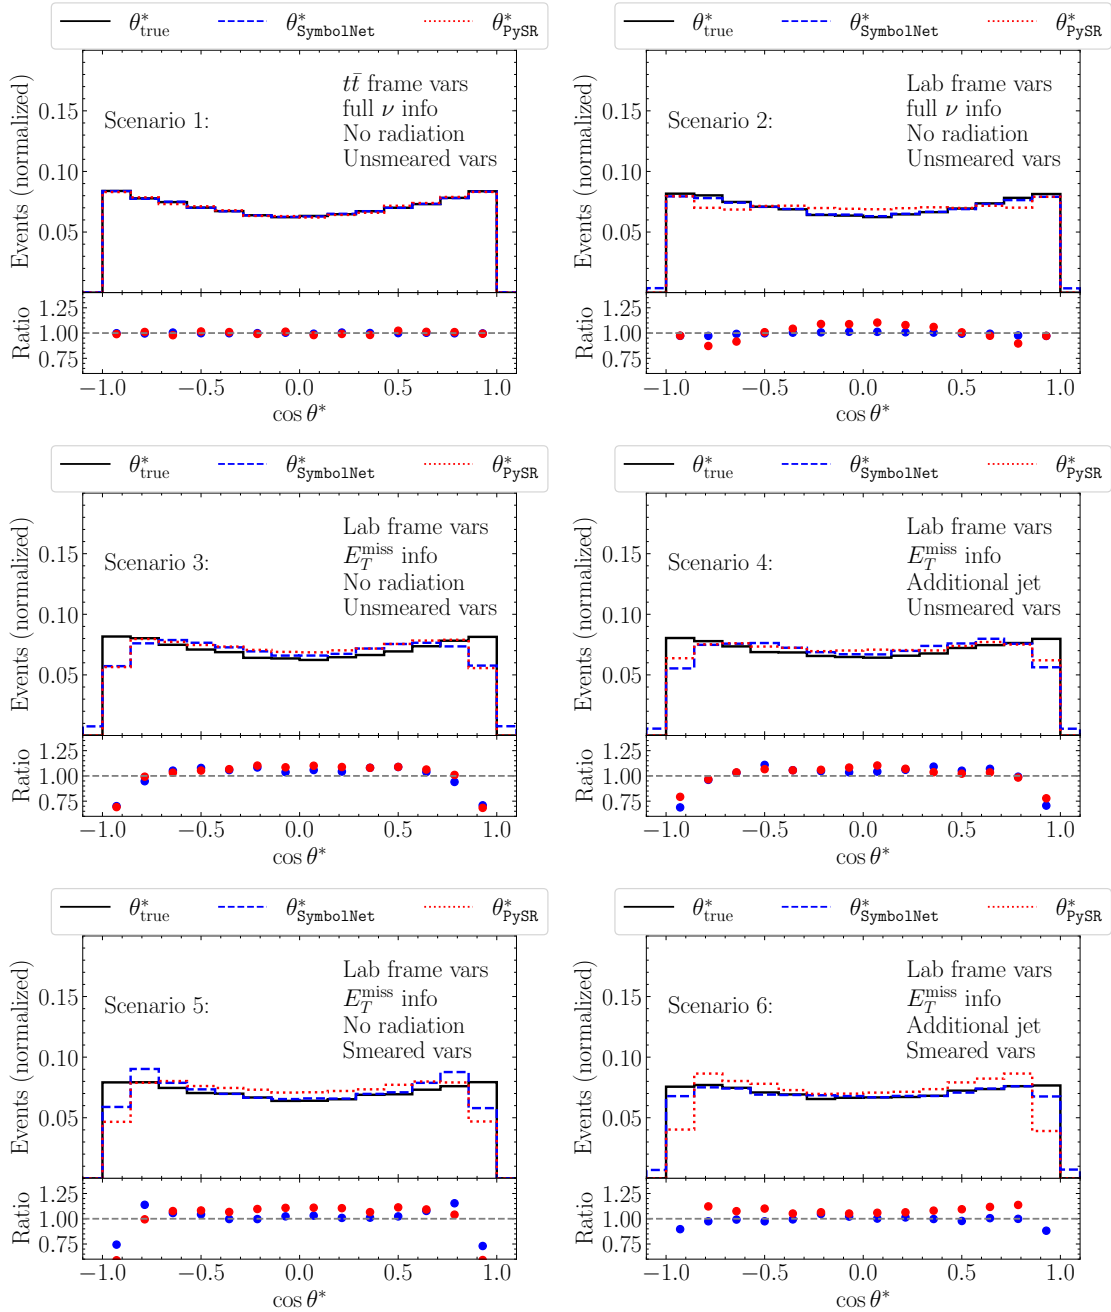 θ*true θ*SymbolNet θ*PySR
Events (normalized)
0.15
0.10
0.05
Scenario 1:
tt̄ frame vars
full ν info
No radiation
Unsmeared vars
Ratio
1.25
1.00
0.75
−1.0 −0.5 0.0 0.5 1.0
cos θ*
θ*true θ*SymbolNet θ*PySR
Events (normalized)
0.15
0.10
0.05
Scenario 2:
Lab frame vars
full ν info
No radiation
Unsmeared vars
Ratio
1.25
1.00
0.75
−1.0 −0.5 0.0 0.5 1.0
cos θ*
θ*true θ*SymbolNet θ*PySR
Events (normalized)
0.15
0.10
0.05
Scenario 3:
Lab frame vars
E_T^miss info
No radiation
Unsmeared vars
Ratio
1.25
1.00
0.75
−1.0 −0.5 0.0 0.5 1.0
cos θ*
θ*true θ*SymbolNet θ*PySR
Events (normalized)
0.15
0.10
0.05
Scenario 4:
Lab frame vars
E_T^miss info
Additional jet
Unsmeared vars
Ratio
1.25
1.00
0.75
−1.0 −0.5 0.0 0.5 1.0
cos θ*
θ*true θ*SymbolNet θ*PySR
Events (normalized)
0.15
0.10
0.05
Scenario 5:
Lab frame vars
E_T^miss info
No radiation
Smeared vars
Ratio
1.25
1.00
0.75
−1.0 −0.5 0.0 0.5 1.0
cos θ*
θ*true θ*SymbolNet θ*PySR
Events (normalized)
0.15
0.10
0.05
Scenario 6:
Lab frame vars
E_T^miss info
Additional jet
Smeared vars
Ratio
1.25
1.00
0.75
−1.0 −0.5 0.0 0.5 1.0
cos θ*